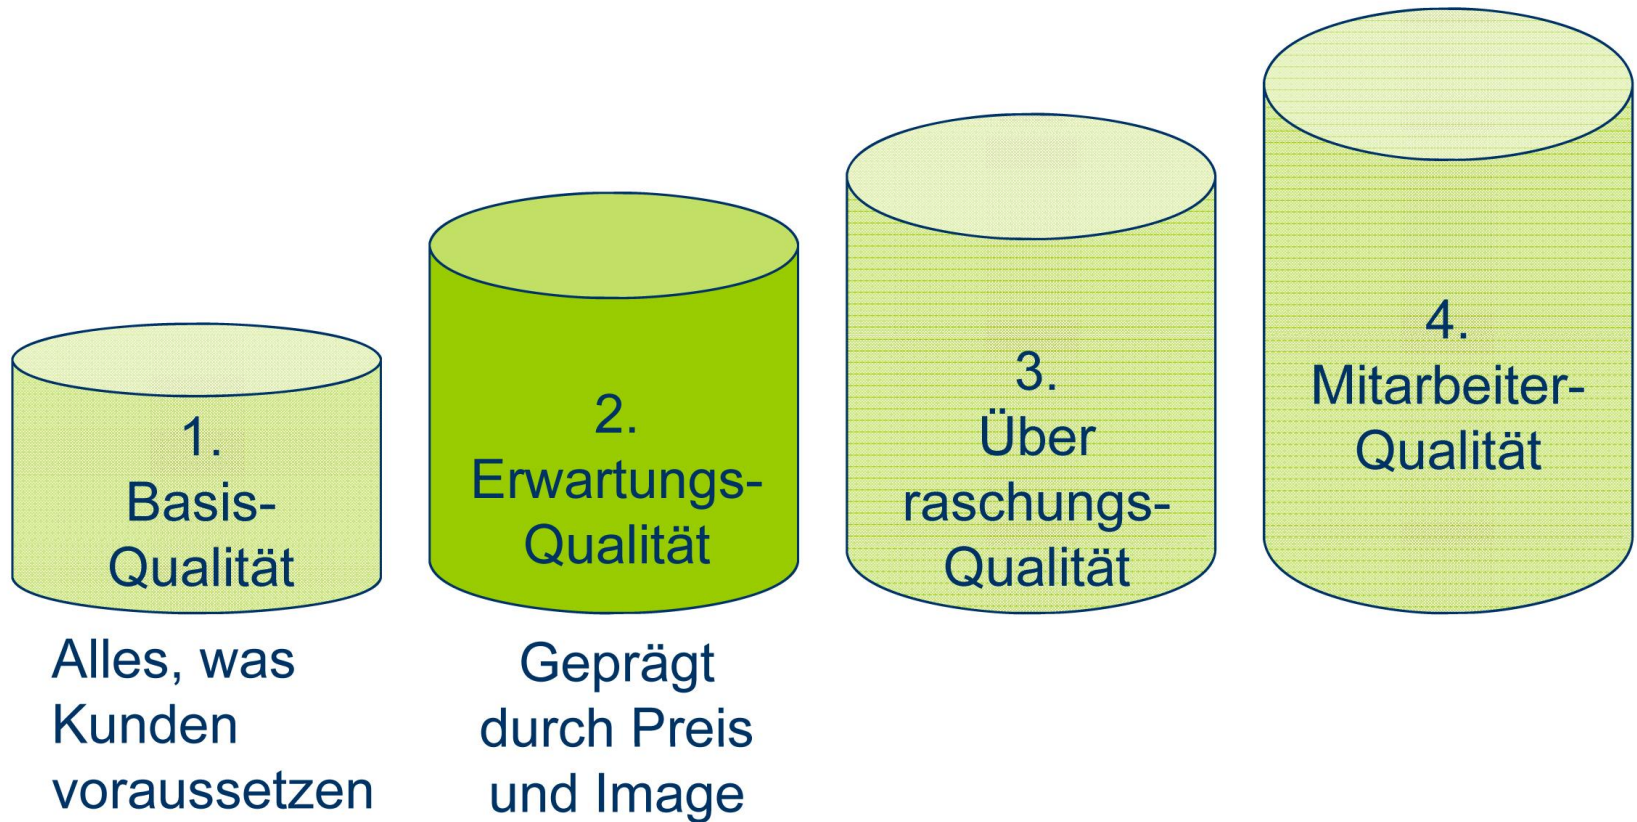 1.
Basis-
Qualität
Alles, was
Kunden
voraussetzen
2.
Erwartungs-
Qualität
Geprägt
durch Preis
und Image
3.
Über
raschungs-
Qualität
4.
Mitarbeiter-
Qualität